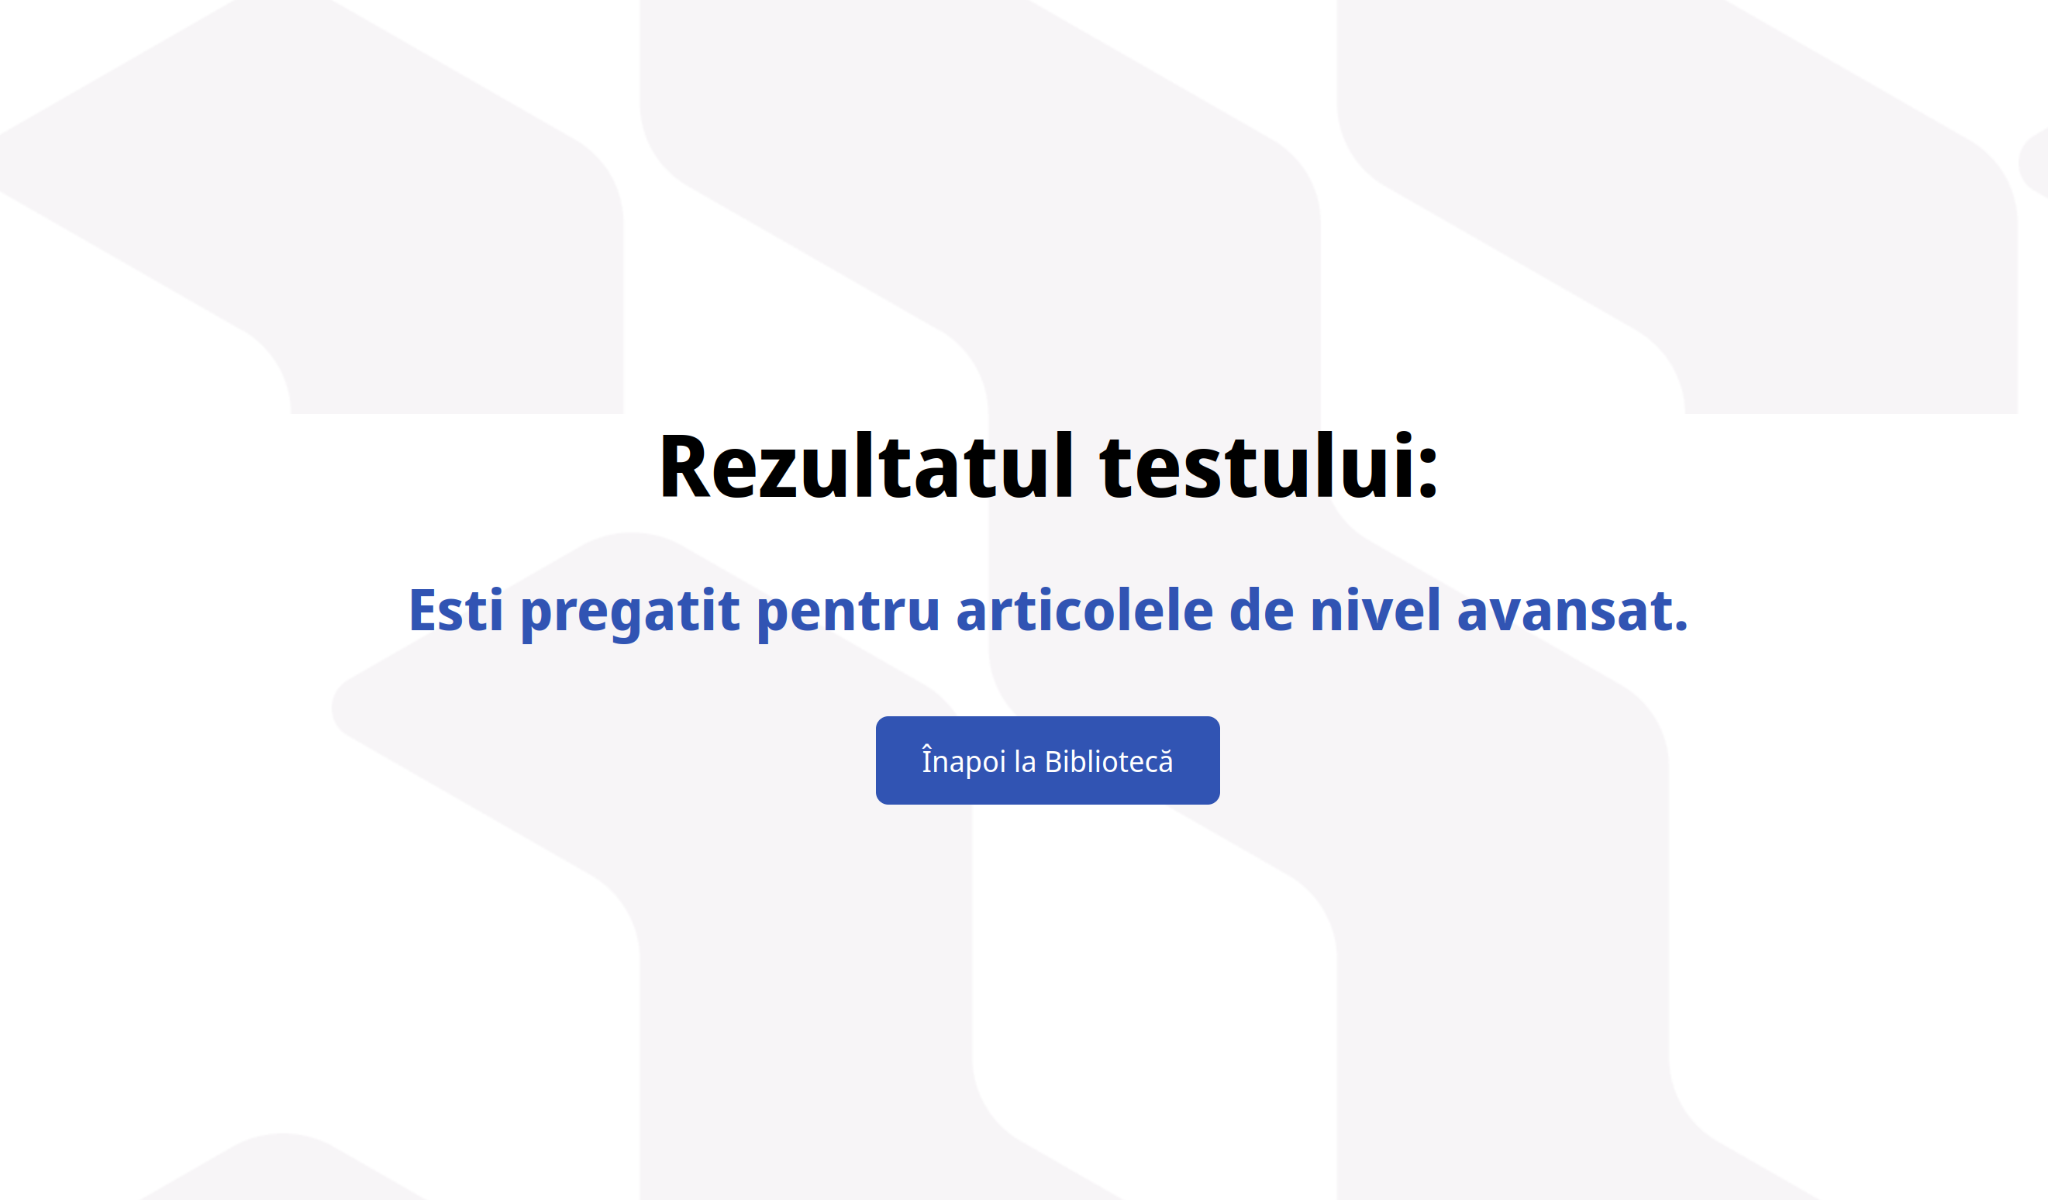 Rezultatul testului:
Esti pregatit pentru articolele de nivel avansat.
Înapoi la Bibliotecă